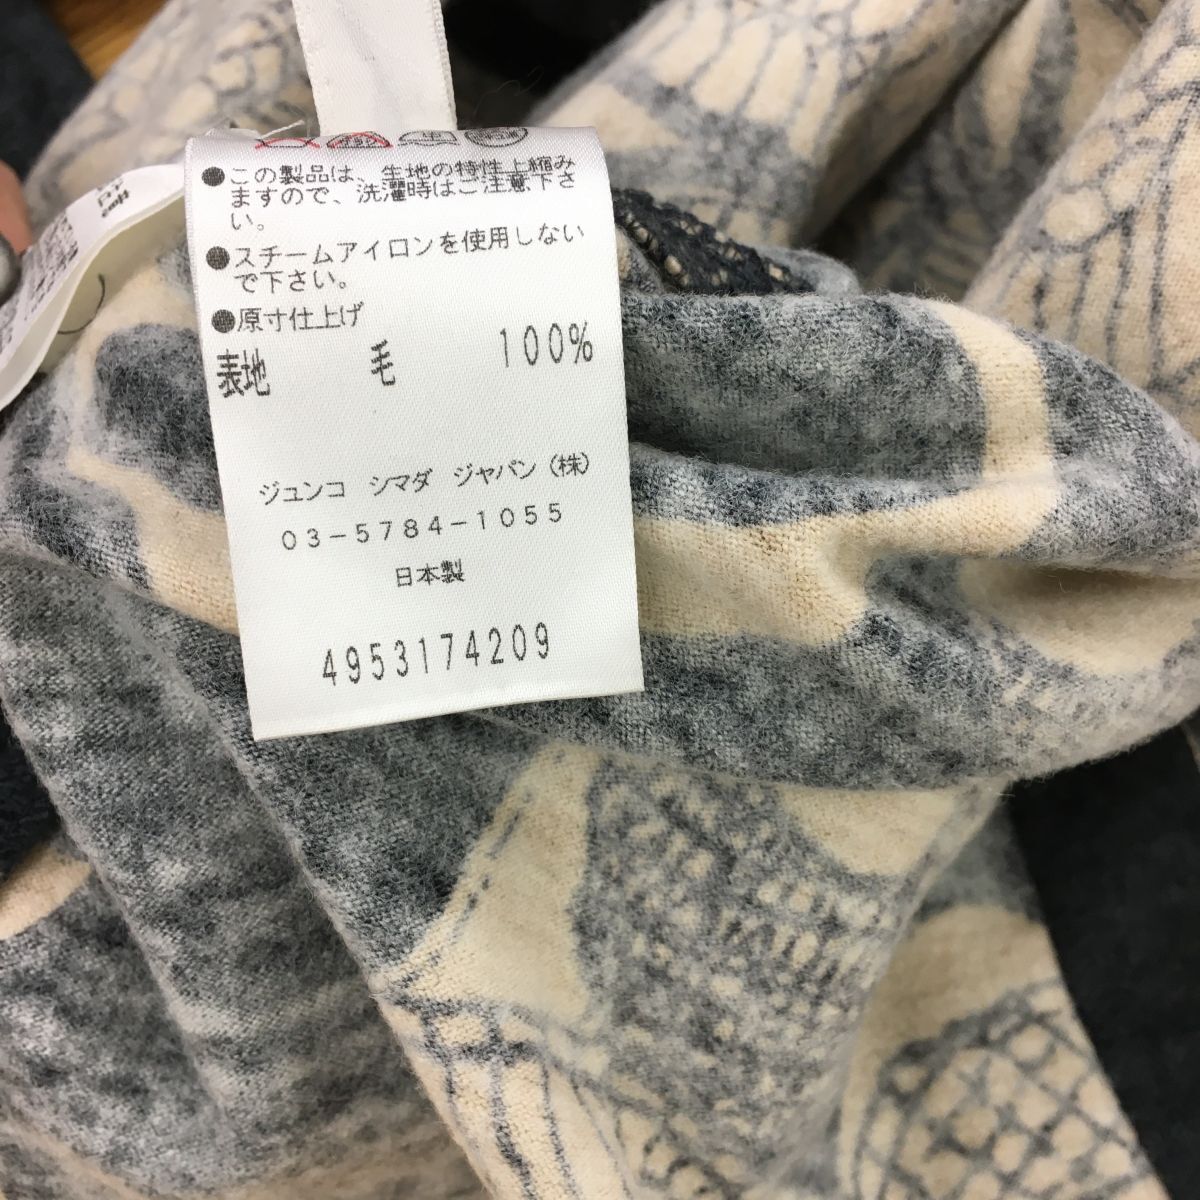 ●この製品は、生地の特性上縮み
ますので、洗濯時はご注意下さ
い。
●スチームアイロンを使用しない
で下さい。
●原寸仕上げ
表地 毛 100%
ジュンコ シマダ ジャパン（株）
03-5784-1055
日本製
4953174209